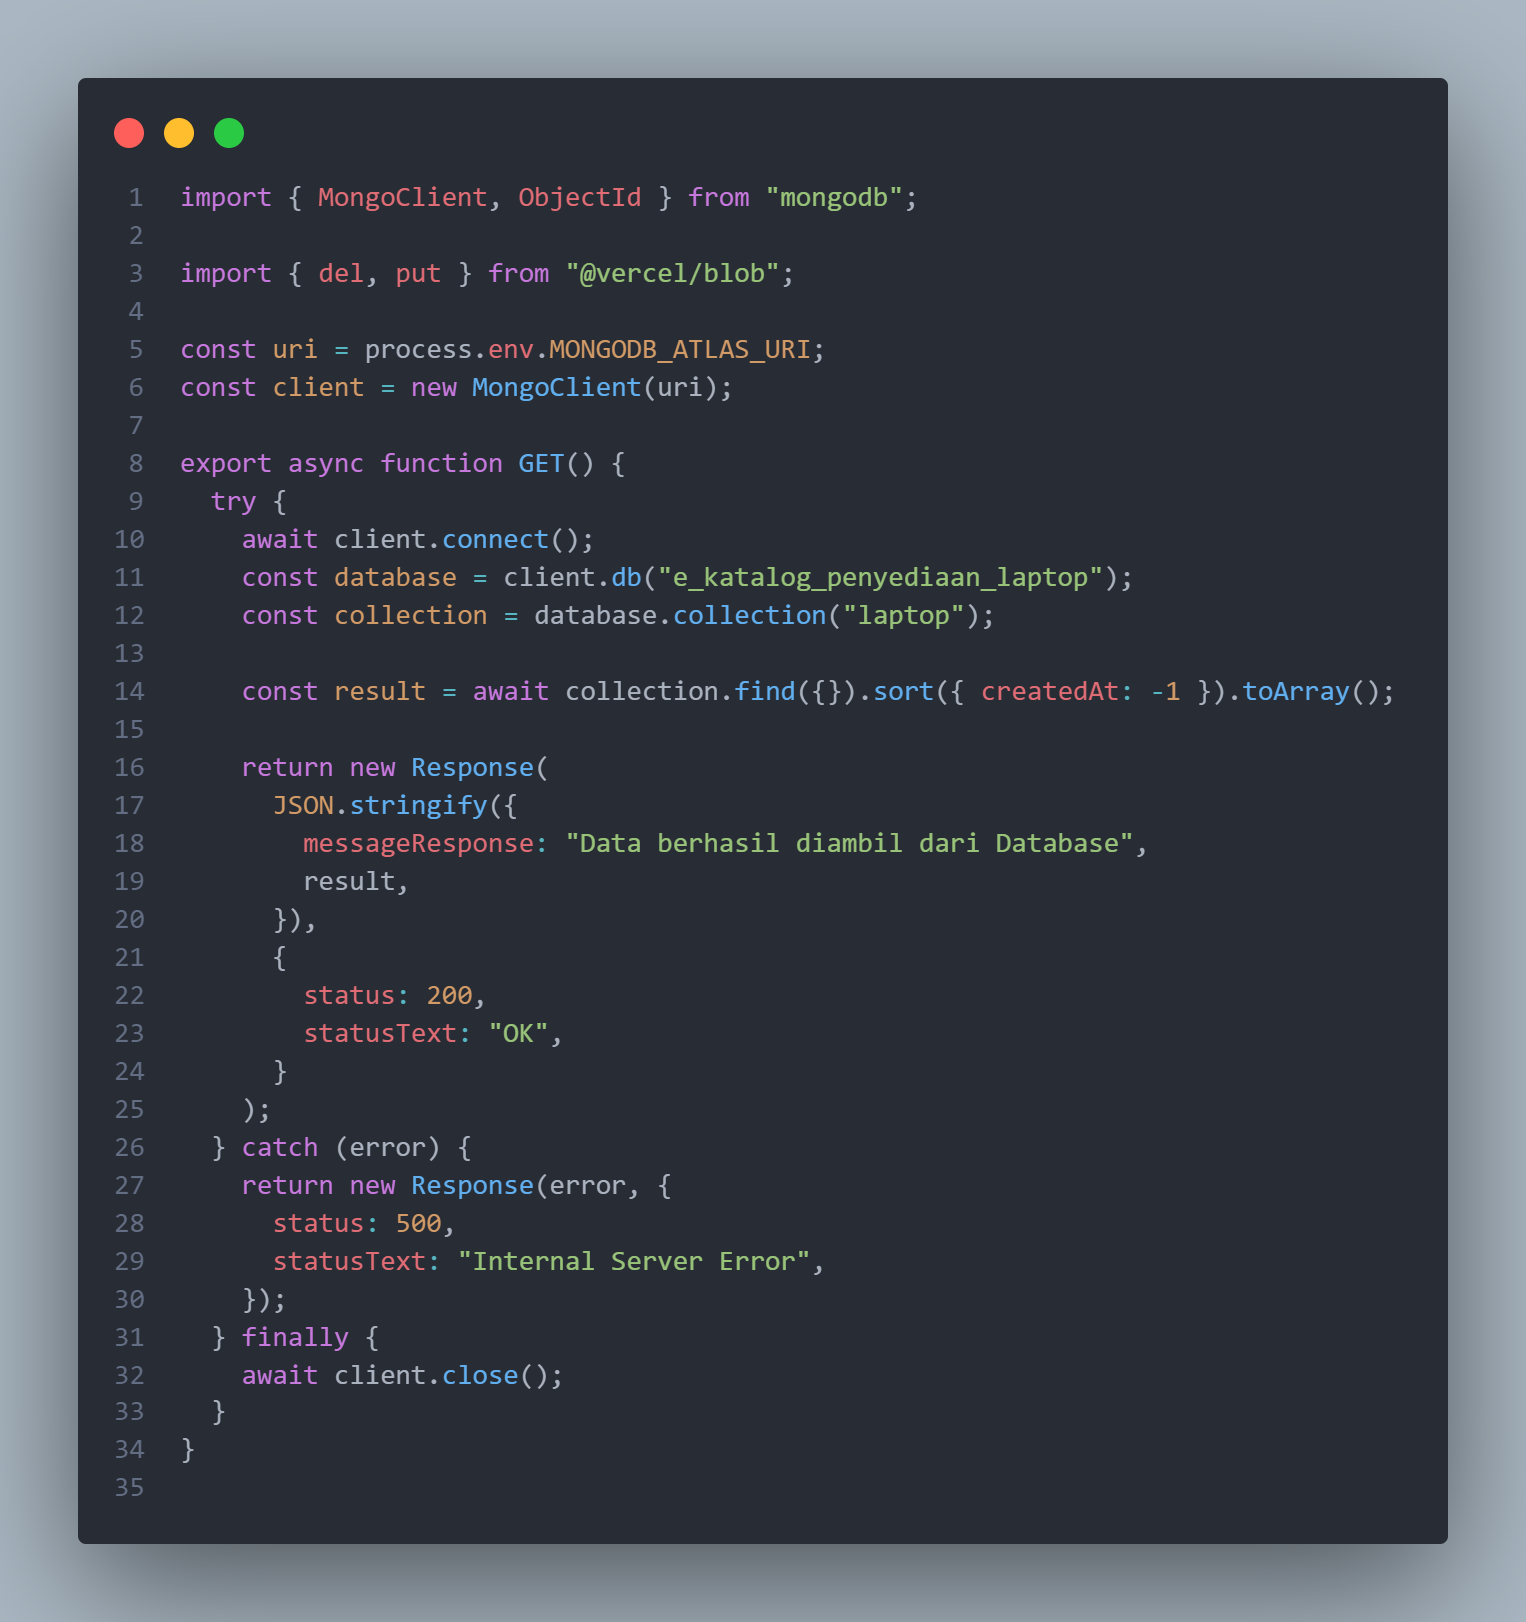 1 import { MongoClient, ObjectId } from "mongodb";
2
3 import { del, put } from "@vercel/blob";
4
5 const uri = process.env.MONGODB_ATLAS_URI;
6 const client = new MongoClient(uri);
7
8 export async function GET() {
9   try {
10     await client.connect();
11     const database = client.db("e_katalog_penyediaan_laptop");
12     const collection = database.collection("laptop");
13
14     const result = await collection.find({}).sort({ createdAt: -1 }).toArray();
15
16     return new Response(
17       JSON.stringify({
18         messageResponse: "Data berhasil diambil dari Database",
19         result,
20       }),
21       {
22         status: 200,
23         statusText: "OK",
24       }
25     );
26   } catch (error) {
27     return new Response(error, {
28       status: 500,
29       statusText: "Internal Server Error",
30     });
31   } finally {
32     await client.close();
33   }
34 }
35